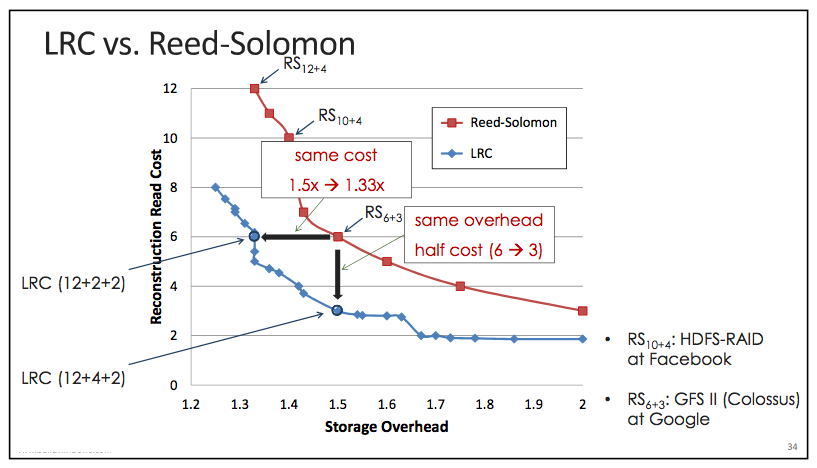 LRC vs. Reed-Solomon
RS12+4
RS10+4
12
10
8
6
4
2
0
Reconstruction Read Cost
Reed-Solomon
LRC
same cost
1.5x → 1.33x
RS6+3
same overhead
half cost (6 → 3)
LRC (12+2+2)
LRC (12+4+2)
1.2 1.3 1.4 1.5 1.6 1.7 1.8 1.9 2
Storage Overhead
• RS10+4: HDFS-RAID
at Facebook
• RS6+3: GFS II (Colossus)
at Google
34